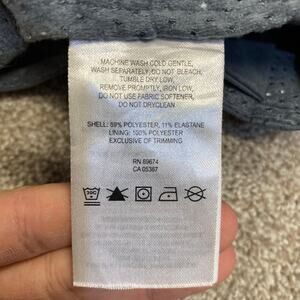 MACHINE WASH COLD GENTLE,
WASH SEPARATELY, DO NOT BLEACH,
TUMBLE DRY LOW,
REMOVE PROMPTLY, IRON LOW,
DO NOT USE FABRIC SOFTENER,
DO NOT DRYCLEAN
SHELL: 89% POLYESTER, 11% ELASTANE
LINING: 100% POLYESTER
EXCLUSIVE OF TRIMMING
RN 89674
CA 05367